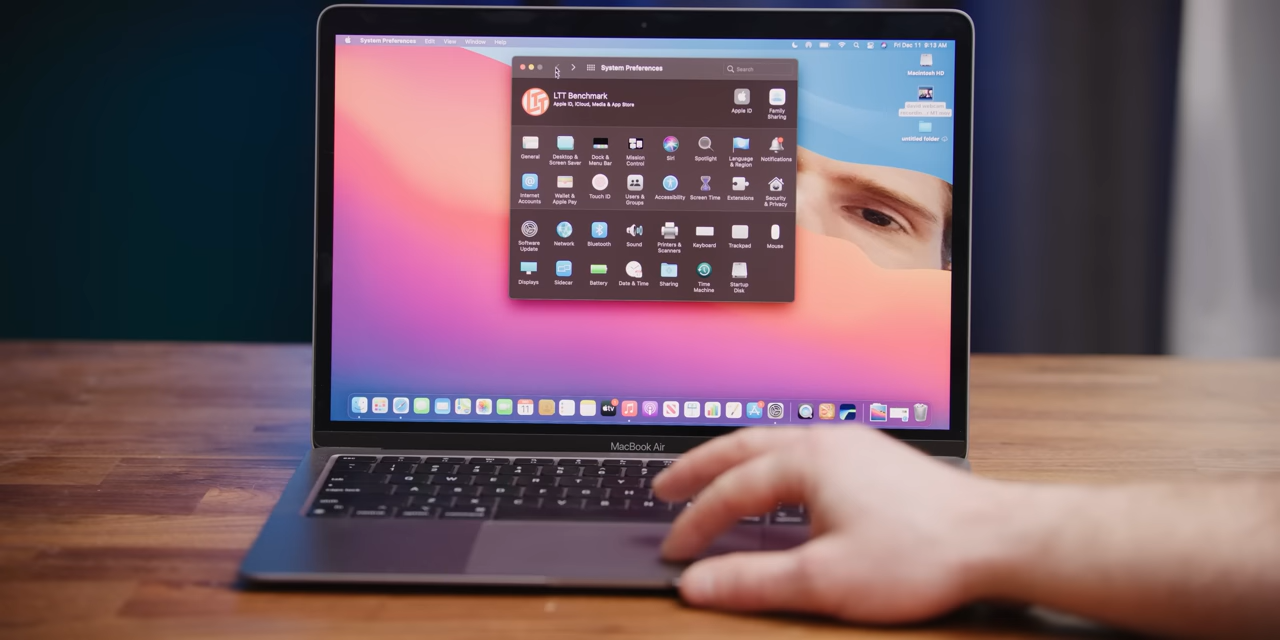 System Preferences Edit View Window Help
Fri Dec 11 9:13 AM
System Preferences
Search
LTT
LTT Benchmark
Apple ID, iCloud, Media & App Store
Apple ID
Family
Sharing
General
Desktop &
Screen Saver
Dock &
Menu Bar
Mission
Control
Siri
Spotlight
Language
& Region
Notifications
Internet
Accounts
Wallet &
Apple Pay
Touch ID
Users &
Groups
Accessibility
Screen Time
Extensions
Security
& Privacy
Software
Update
Network
Bluetooth
Sound
Printers &
Scanners
Keyboard
Trackpad
Mouse
Displays
Sidecar
Battery
Date & Time
Sharing
Time
Machine
Startup
Disk
Macintosh HD
untitled folder
11
tv
MacBook Air